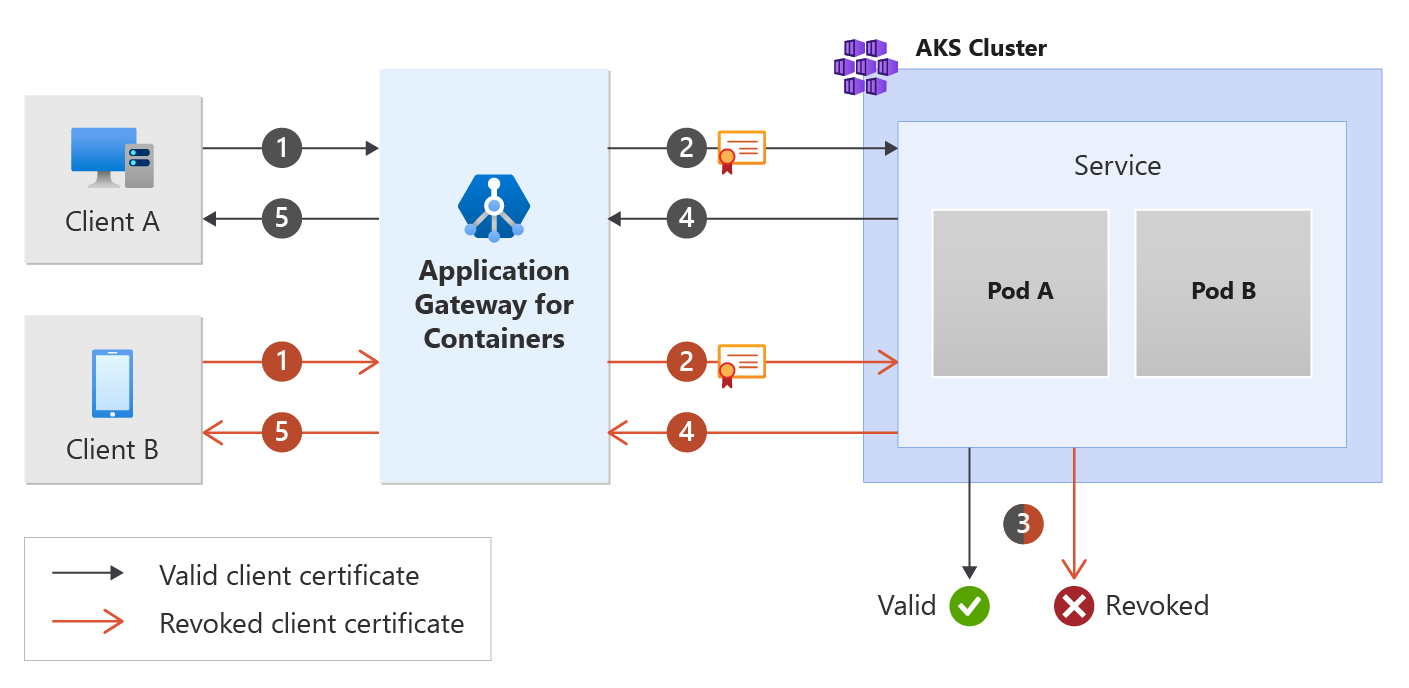 AKS Cluster
1
2
Service
Client A
5
4
Application
Gateway for
Containers
Pod A
Pod B
1
2
Client B
5
4
3
Valid client certificate
Revoked client certificate
Valid
Revoked